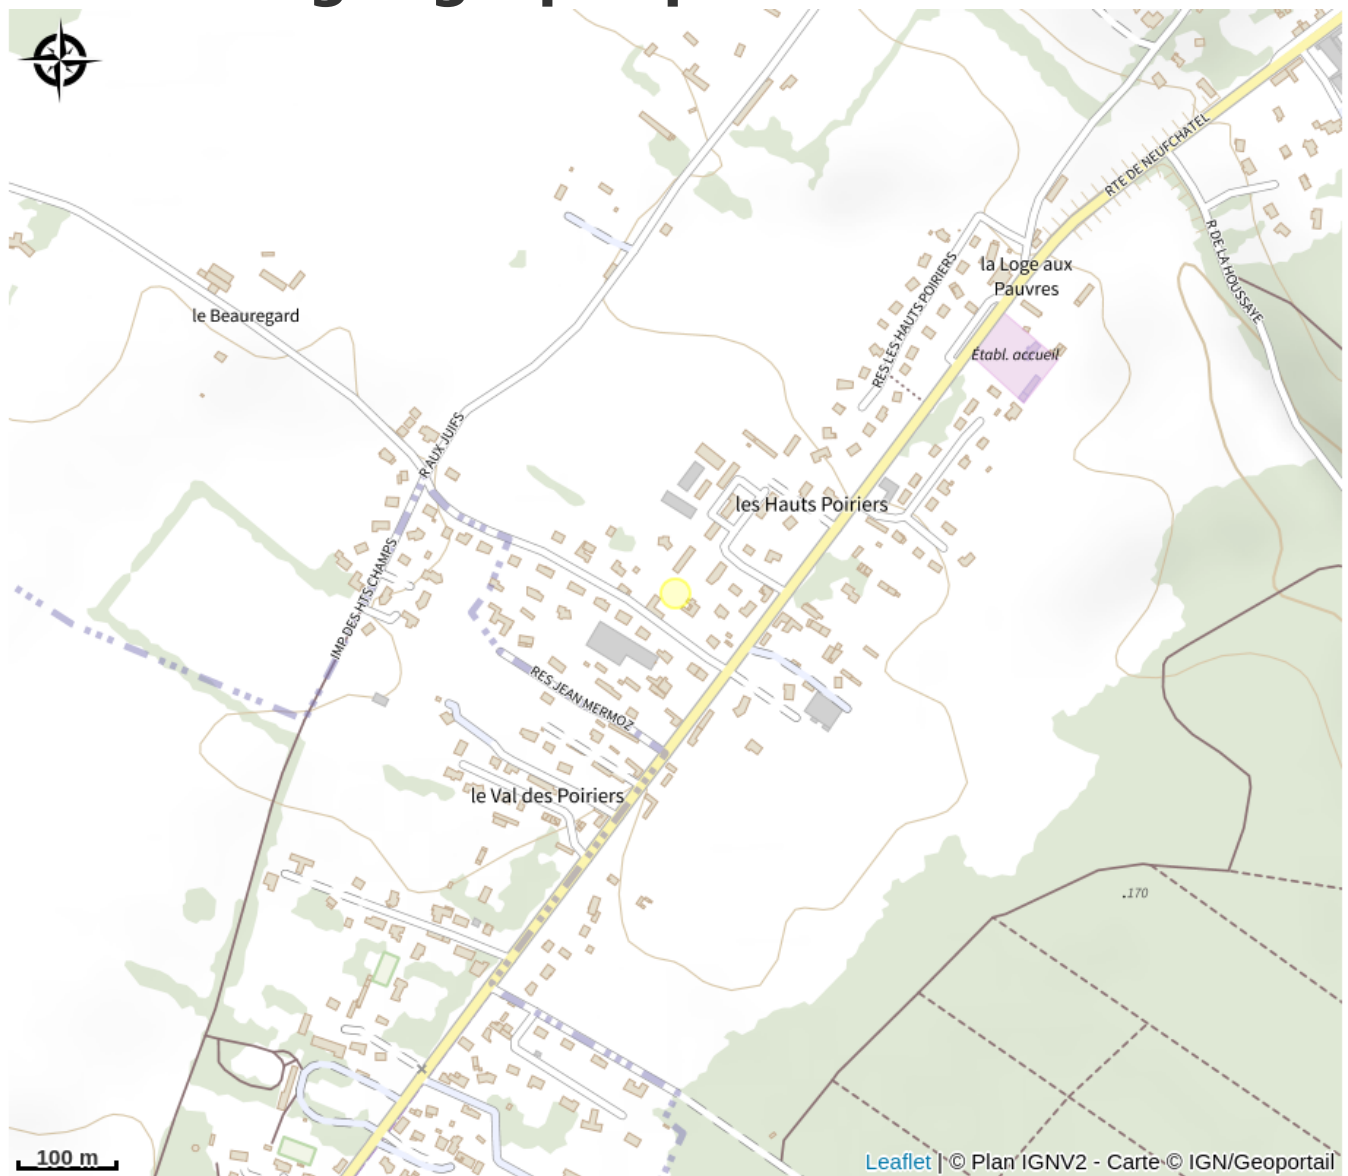 RTE DE NEUFCHATEL
R DE LA HOUSSAYE
la Loge aux
Pauvres
RES LES HAUTS POIRIERS
le Beauregard
Établ. accueil
R AUX JUIFS
les Hauts Poiriers
IMP DES HTS CHAMPS
RES JEAN MERMOZ
le Val des Poiriers
.170
100 m
Leaflet | © Plan IGNV2 - Carte © IGN/Geoportail